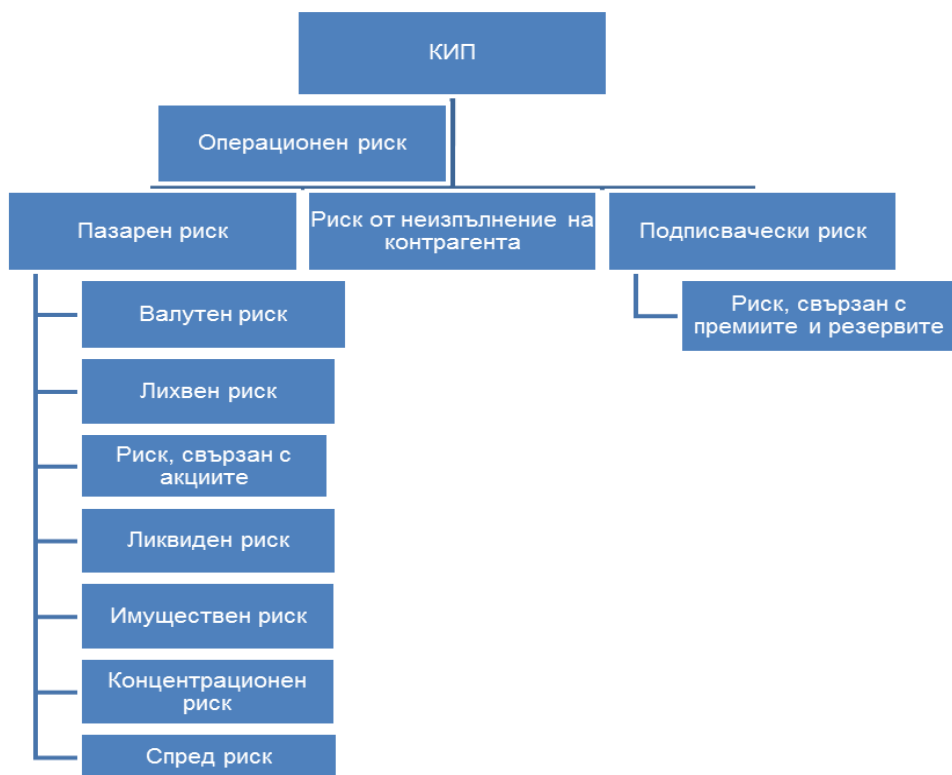 КИП
Операционен риск
Пазарен риск
Риск от неизпълнение на
контрагента
Подписвачески риск
Риск, свързан с
премиите и резервите
Валутен риск
Лихвен риск
Риск, свързан с
акциите
Ликвиден риск
Имуществен риск
Концентрационен
риск
Спред риск